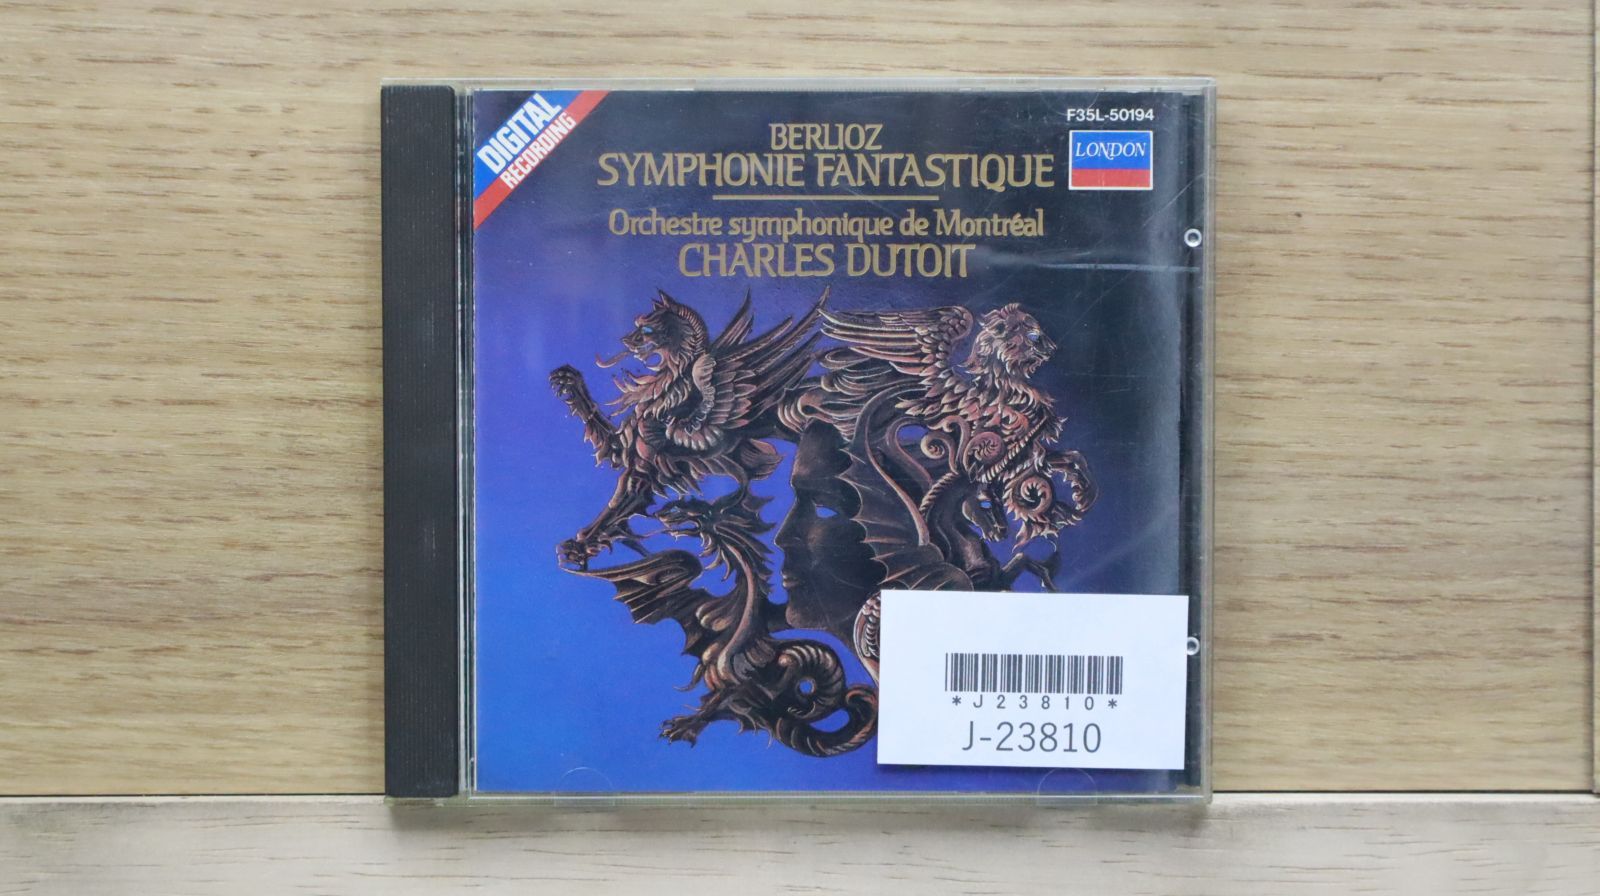 DIGITAL
RECORDING
F35L-50194
LONDON
BERLIOZ
SYMPHONIE FANTASTIQUE
Orchestre symphonique de Montréal
CHARLES DUTOIT
*J23810*
J-23810